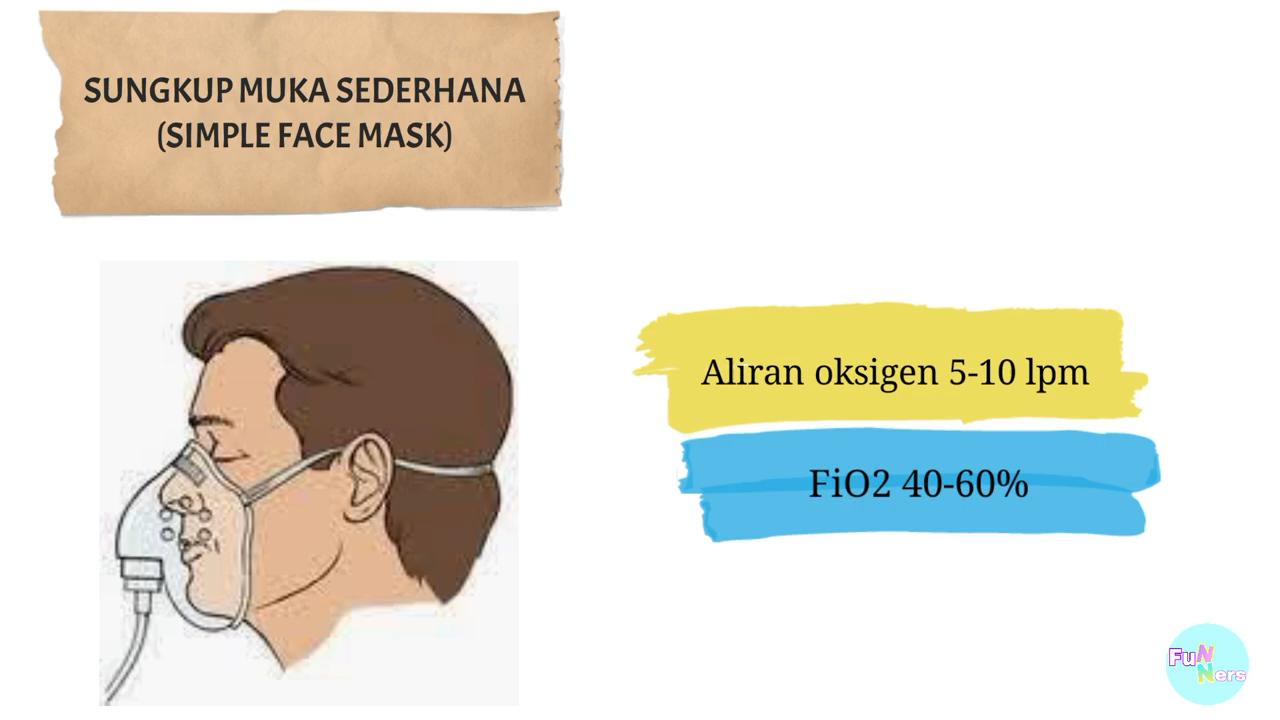 SUNGKUP MUKA SEDERHANA
(SIMPLE FACE MASK)
Aliran oksigen 5-10 lpm
FiO2 40-60%
FuN
Ners